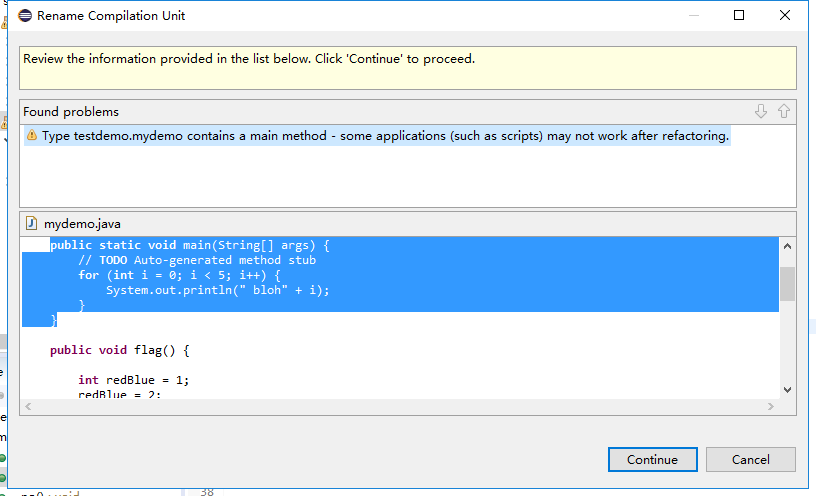 Rename Compilation Unit
Review the information provided in the list below. Click 'Continue' to proceed.
Found problems
Type testdemo.mydemo contains a main method - some applications (such as scripts) may not work after refactoring.
mydemo.java
public static void main(String[] args) {
// TODO Auto-generated method stub
for (int i = 0; i < 5; i++) {
System.out.println(" bloh" + i);
}
}
public void flag() {
int redBlue = 1;
redBlue = 2;
Continue
Cancel
38